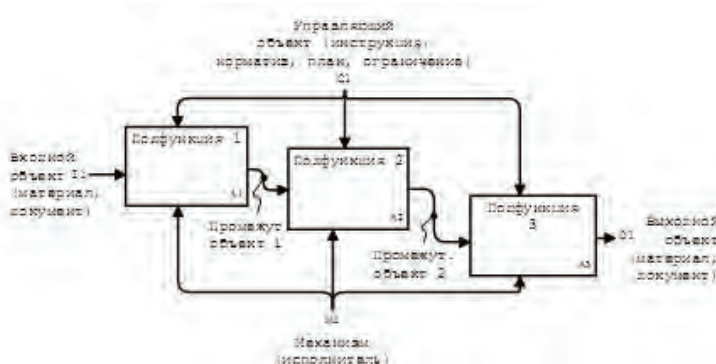 Управляющий
объект (инструкция,
норматив, план, ограничение)
C1
Подфункция 1
A1
Подфункция 2
A2
Подфункция
3
A3
Входной
объект I1
(материал,
документ)
Промежут.
объект 1
Промежут.
объект 2
O1
Выходной
объект
(материал,
документ)
M1
Механизм
(исполнитель)